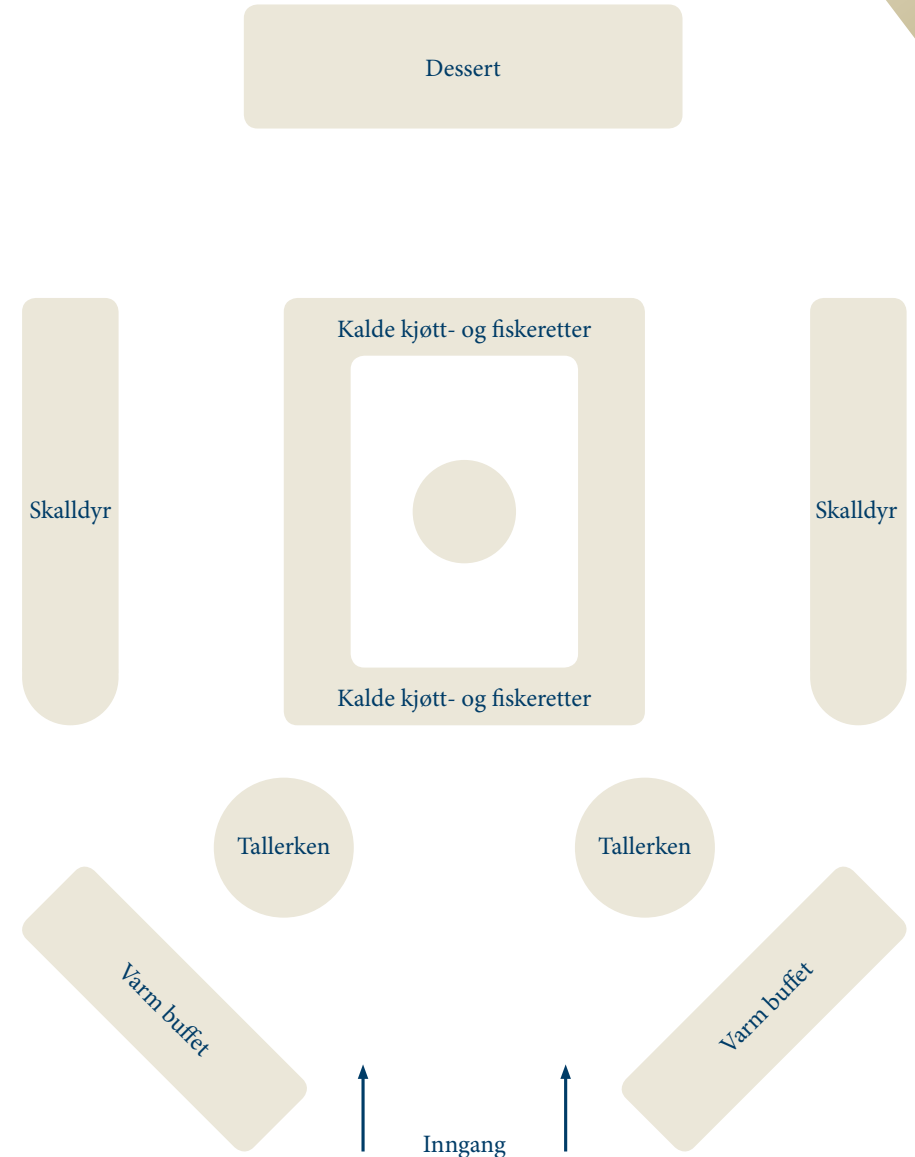 Dessert
Kalde kjøtt- og fiskeretter
Skalldyr
Skalldyr
Kalde kjøtt- og fiskeretter
Tallerken
Tallerken
Varm buffet
Varm buffet
Inngang